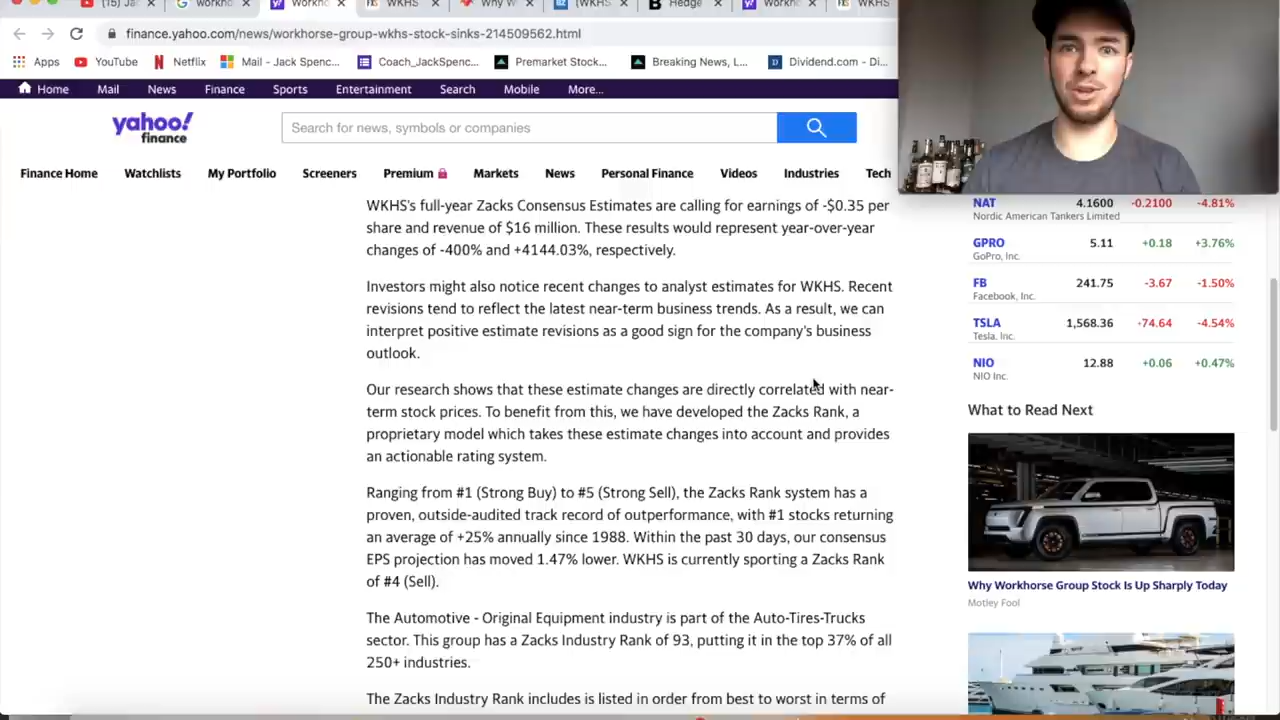 (15) Ja
workho
Workho
WKHS
Why W
(WKHS
Hedge
Workho
WKHS
finance.yahoo.com/news/workhorse-group-wkhs-stock-sinks-214509562.html
Apps YouTube Netflix Mail - Jack Spenc... Coach_JackSpenc... Premarket Stock... Breaking News, L... Dividend.com - Di...
Home Mail News Finance Sports Entertainment Search Mobile More...
yahoo!
finance
Search for news, symbols or companies
Finance Home Watchlists My Portfolio Screeners Premium Markets News Personal Finance Videos Industries Tech
WKHS's full-year Zacks Consensus Estimates are calling for earnings of -$0.35 per
share and revenue of $16 million. These results would represent year-over-year
changes of -400% and +4144.03%, respectively.
Investors might also notice recent changes to analyst estimates for WKHS. Recent
revisions tend to reflect the latest near-term business trends. As a result, we can
interpret positive estimate revisions as a good sign for the company's business
outlook.
Our research shows that these estimate changes are directly correlated with near-
term stock prices. To benefit from this, we have developed the Zacks Rank, a
proprietary model which takes these estimate changes into account and provides
an actionable rating system.
Ranging from #1 (Strong Buy) to #5 (Strong Sell), the Zacks Rank system has a
proven, outside-audited track record of outperformance, with #1 stocks returning
an average of +25% annually since 1988. Within the past 30 days, our consensus
EPS projection has moved 1.47% lower. WKHS is currently sporting a Zacks Rank
of #4 (Sell).
The Automotive - Original Equipment industry is part of the Auto-Tires-Trucks
sector. This group has a Zacks Industry Rank of 93, putting it in the top 37% of all
250+ industries.
The Zacks Industry Rank includes is listed in order from best to worst in terms of
NAT 4.1600 -0.2100 -4.81%
Nordic American Tankers Limited
GPRO 5.11 +0.18 +3.76%
GoPro, Inc.
FB 241.75 -3.67 -1.50%
Facebook, Inc.
TSLA 1,568.36 -74.64 -4.54%
Tesla, Inc.
NIO 12.88 +0.06 +0.47%
NIO Inc.
What to Read Next
Why Workhorse Group Stock Is Up Sharply Today
Motley Fool